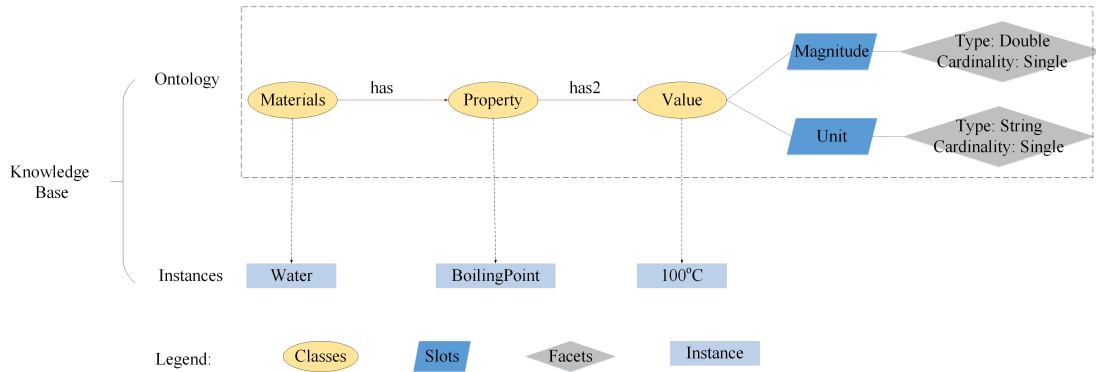 Ontology
Materials
has
Property
has2
Value
Magnitude
Type: Double
Cardinality: Single
Unit
Type: String
Cardinality: Single
Knowledge
Base
Instances
Water
BoilingPoint
100°C
Legend:
Classes
Slots
Facets
Instance